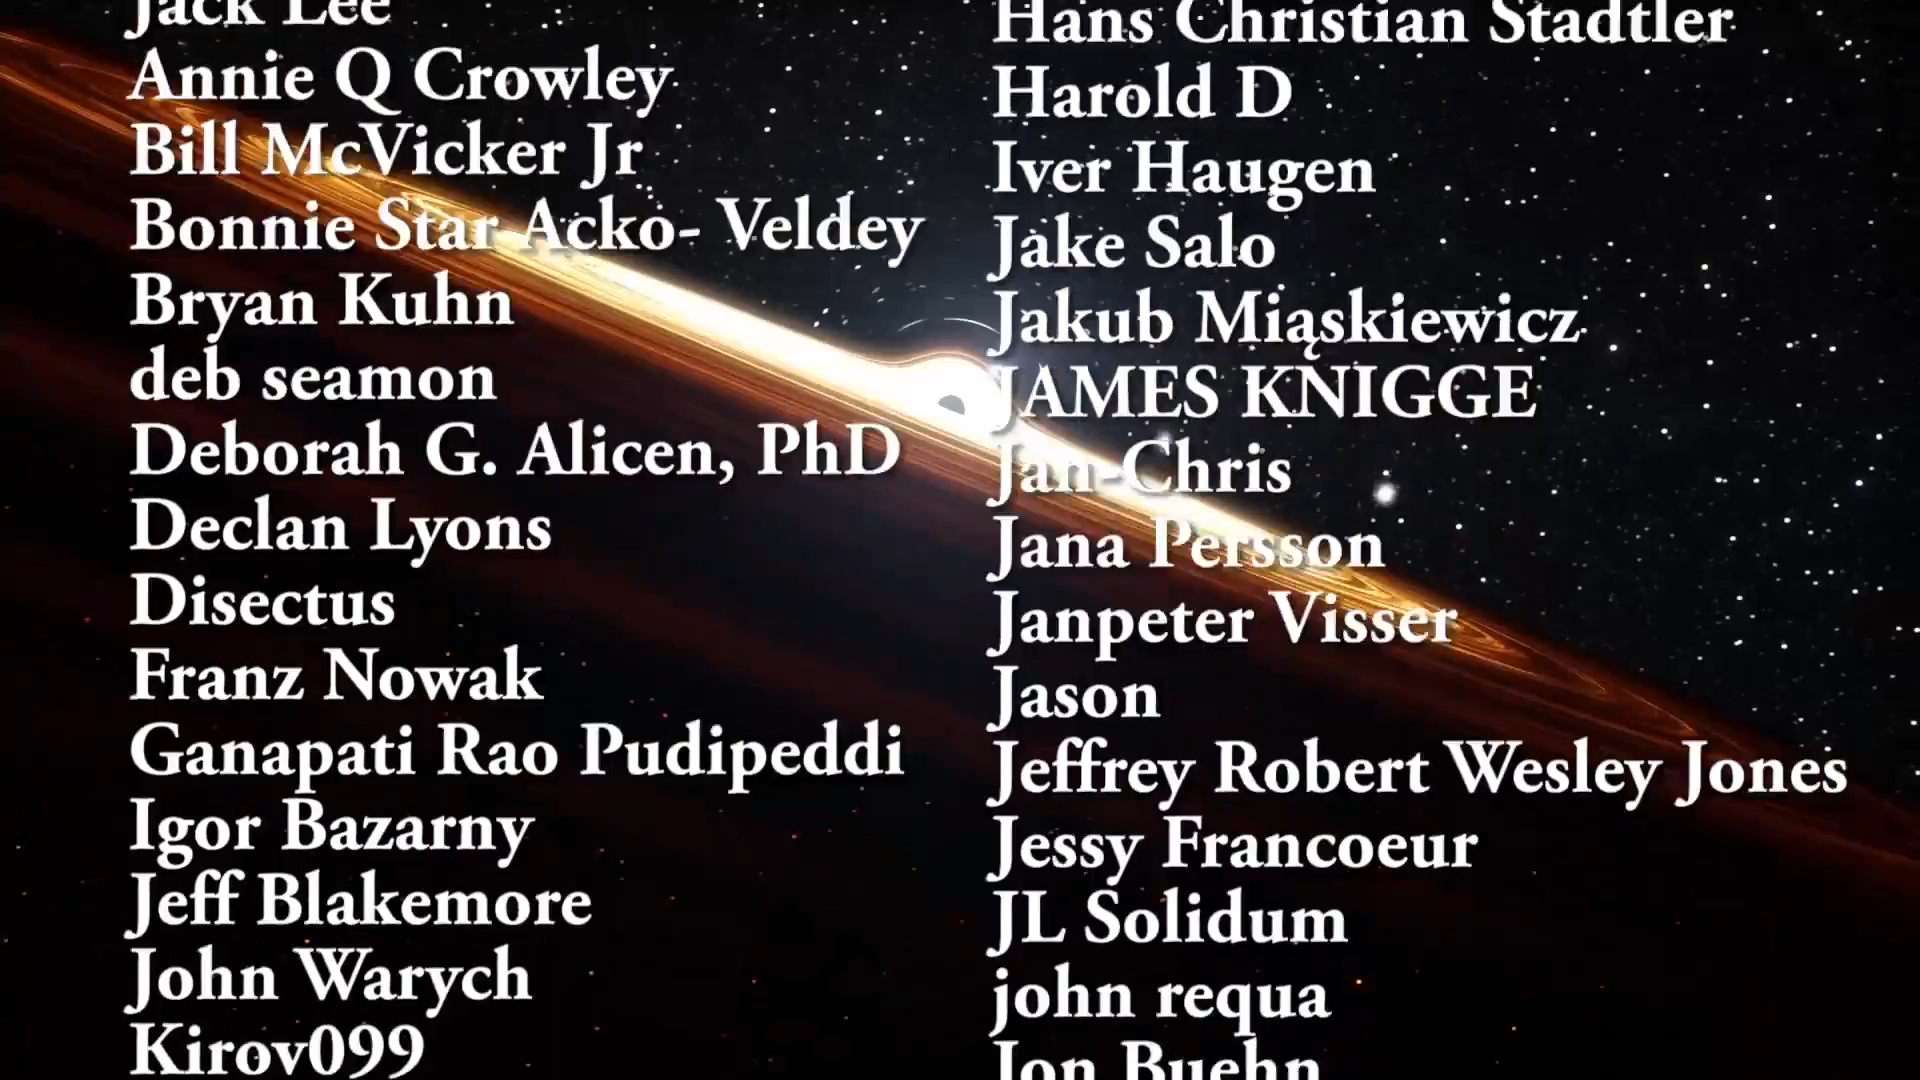 Jack Lee
Annie Q Crowley
Bill McVicker Jr
Bonnie Star Acko- Veldey
Bryan Kuhn
deb seamon
Deborah G. Alicen, PhD
Declan Lyons
Disectus
Franz Nowak
Ganapati Rao Pudipeddi
Igor Bazarny
Jeff Blakemore
John Warych
Kirov099
Hans Christian Stadtler
Harold D
Iver Haugen
Jake Salo
Jakub Miąskiewicz
JAMES KNIGGE
Jan-Chris
Jana Persson
Janpeter Visser
Jason
Jeffrey Robert Wesley Jones
Jessy Francoeur
JL Solidum
john requa
Jon Buehn